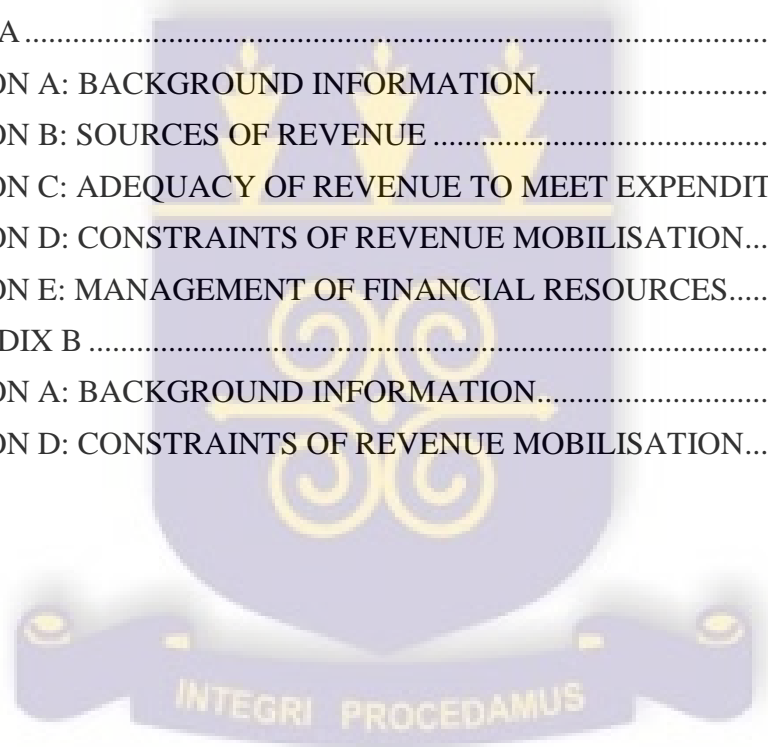 A ..........................................................................................
ON A: BACKGROUND INFORMATION............................
ON B: SOURCES OF REVENUE ..........................................
ON C: ADEQUACY OF REVENUE TO MEET EXPENDIT
ON D: CONSTRAINTS OF REVENUE MOBILISATION...
ON E: MANAGEMENT OF FINANCIAL RESOURCES.....
DIX B ...................................................................................
ON A: BACKGROUND INFORMATION............................
ON D: CONSTRAINTS OF REVENUE MOBILISATION...
INTEGRI PROCEDAMUS